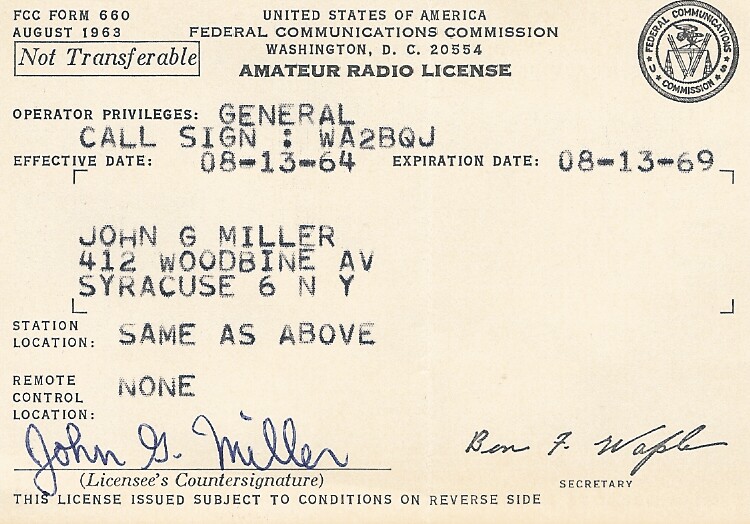 FCC FORM 660
AUGUST 1963
Not Transferable
UNITED STATES OF AMERICA
FEDERAL COMMUNICATIONS COMMISSION
WASHINGTON, D. C. 20554
AMATEUR RADIO LICENSE
FEDERAL COMMUNICATIONS COMMISSION
U S
OPERATOR PRIVILEGES: GENERAL
CALL SIGN : WA2BQJ
EFFECTIVE DATE: 08-13-64 EXPIRATION DATE: 08-13-69
JOHN G MILLER
412 WOODBINE AV
SYRACUSE 6 N Y
STATION
LOCATION: SAME AS ABOVE
REMOTE
CONTROL
LOCATION: NONE
John G. Miller
Ben F. Waple
(Licensee's Countersignature)
SECRETARY
THIS LICENSE ISSUED SUBJECT TO CONDITIONS ON REVERSE SIDE